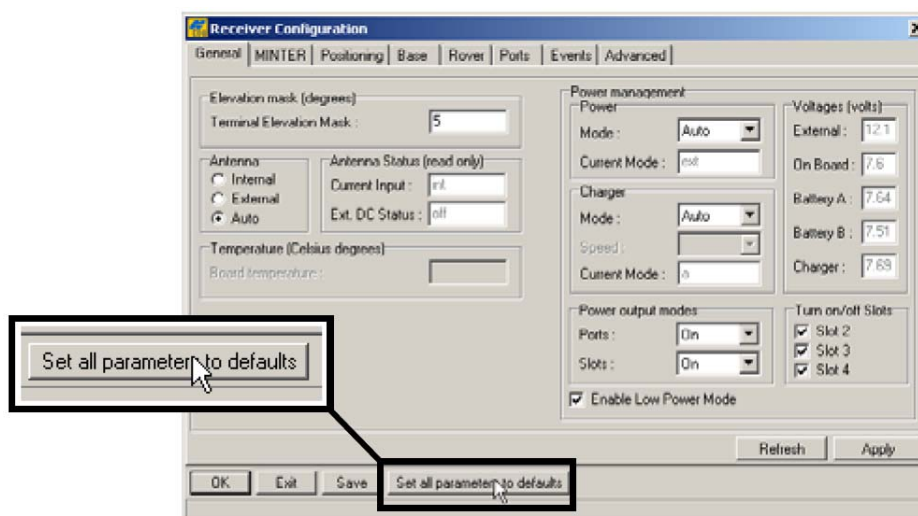 Receiver Configuration
General MINTER Positioning Base Rover Ports Events Advanced
Elevation mask (degrees)
Terminal Elevation Mask : 5
Antenna
Internal
External
Auto
Antenna Status (read only)
Current Input : int
Ext. DC Status : off
Temperature (Celsius degrees)
Board temperature :
Power management
Power
Mode : Auto
Current Mode : ext
Charger
Mode : Auto
Speed :
Current Mode : a
Voltages (volts)
External : 12.1
On Board : 7.6
Battery A : 7.64
Battery B : 7.51
Charger : 7.69
Power output modes
Ports : On
Slots : On
Turn on/off Slots
Slot 2
Slot 3
Slot 4
Enable Low Power Mode
Refresh Apply
OK Exit Save Set all parameters to defaults
Set all parameters to defaults